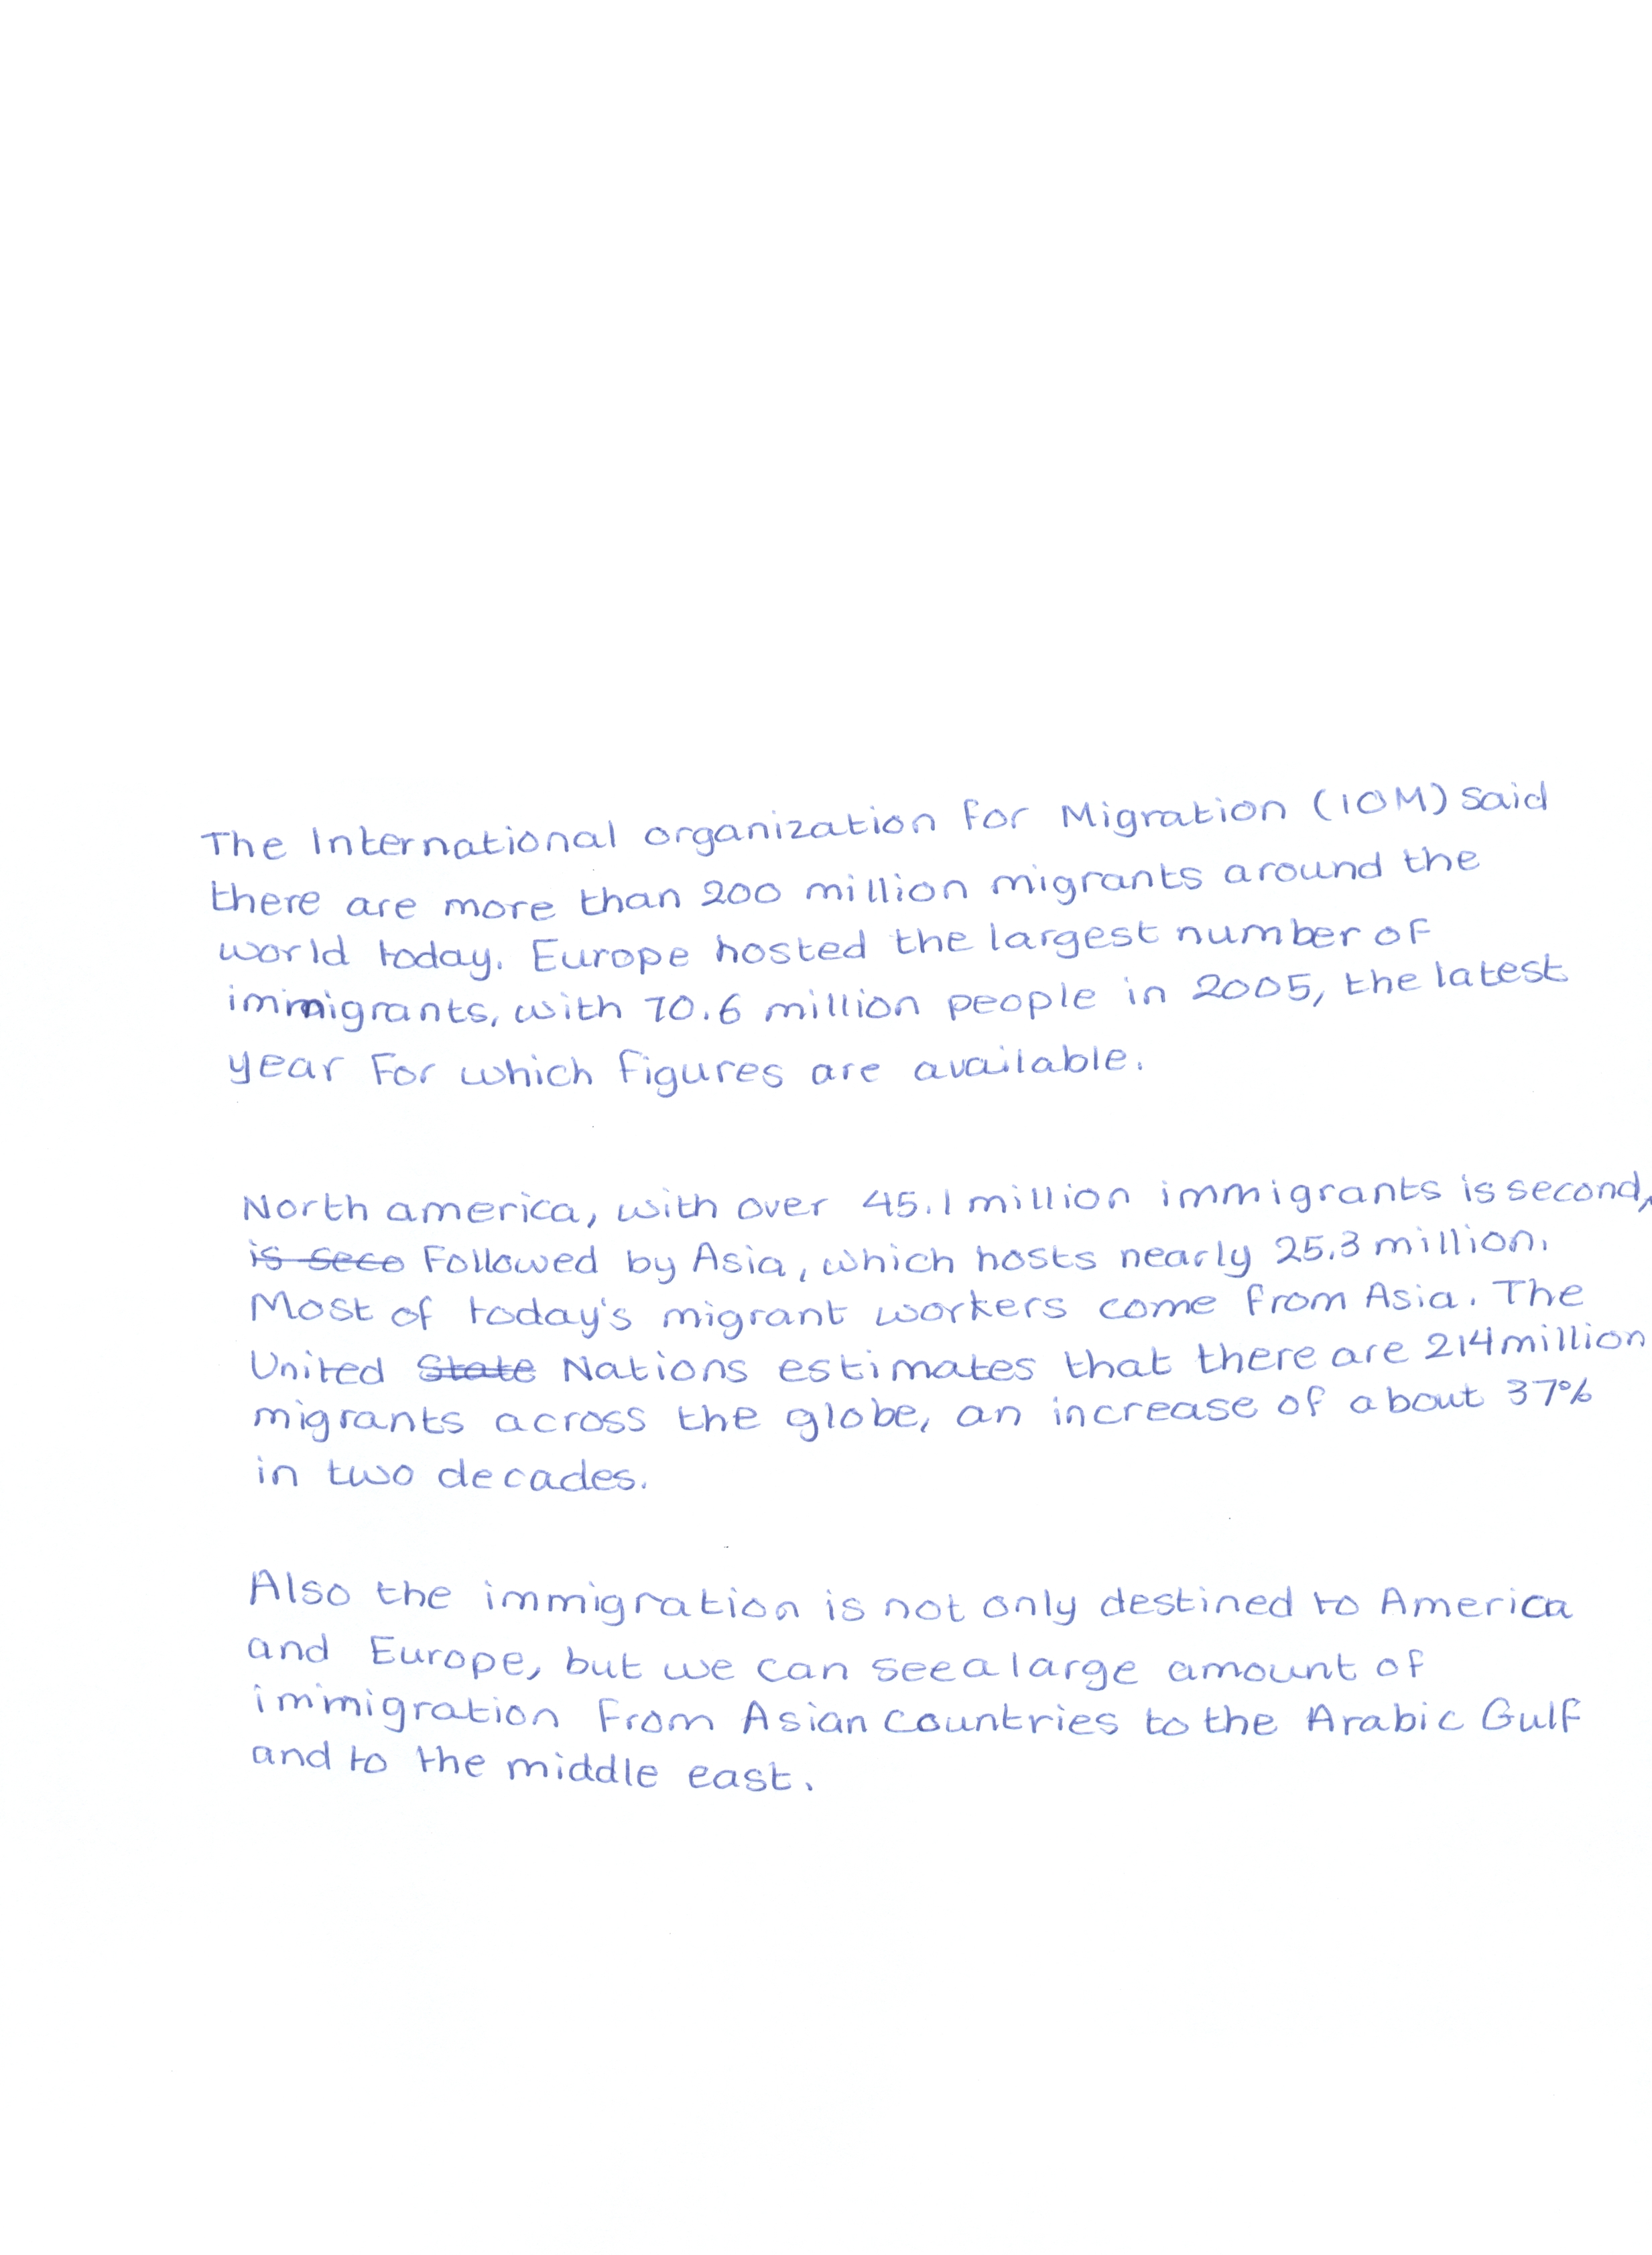 The International organization for Migration (IOM) said
there are more than 200 million migrants around the
world today. Europe hosted the largest number of
immigrants, with 70.6 million people in 2005, the latest
year for which figures are available.
North america, with over 45.1 million immigrants is second,
is seco followed by Asia, which hosts nearly 25.3 million.
Most of today's migrant workers come from Asia. The
United State Nations estimates that there are 214 million
migrants across the globe, an increase of about 37%
in two decades.
Also the immigration is not only destined to America
and Europe, but we can see a large amount of
immigration from Asian countries to the Arabic Gulf
and to the middle east.